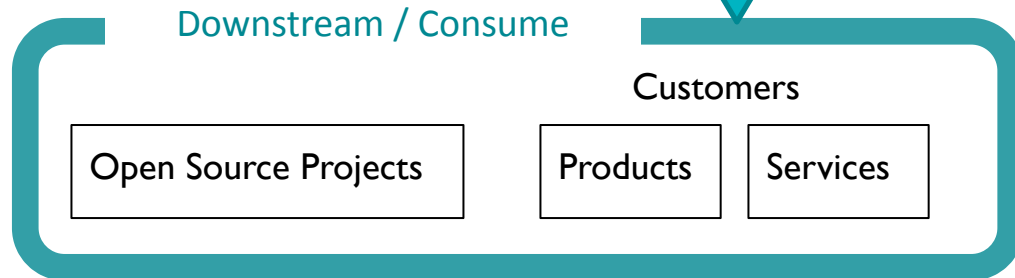 Downstream / Consume
Customers
Open Source Projects
Products
Services